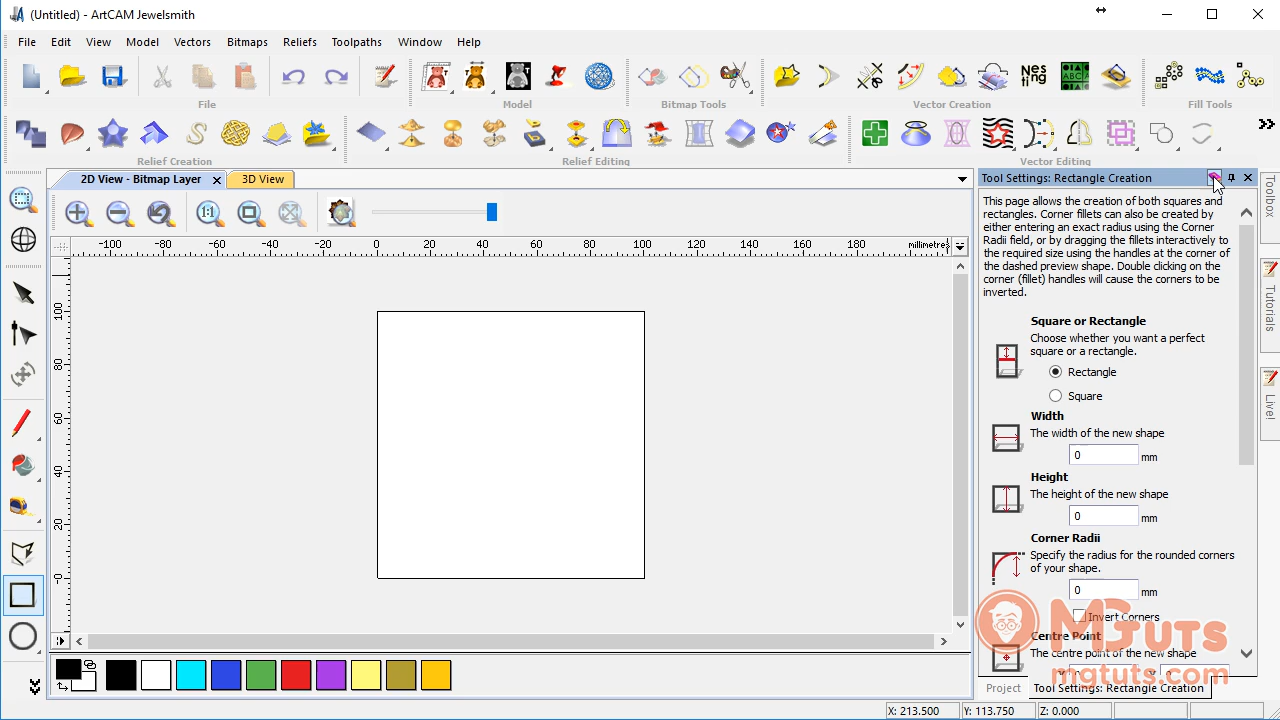 (Untitled) - ArtCAM Jewelsmith
File Edit View Model Vectors Bitmaps Reliefs Toolpaths Window Help
Nes
ting
ABC
File Model Bitmap Tools Vector Creation Fill Tools
Relief Creation Relief Editing Vector Editing
2D View - Bitmap Layer 3D View
1:1
-100 -80 -60 -40 -20 0 20 40 60 80 100 120 140 160 180 millimetres
100
80
60
40
20
-0
Tool Settings: Rectangle Creation
This page allows the creation of both squares and
rectangles. Corner fillets can also be created by
either entering an exact radius using the Corner
Radii field, or by dragging the fillets interactively to
the required size using the handles at the corner of
the dashed preview shape. Double clicking on the
corner (fillet) handles will cause the corners to be
inverted.
Square or Rectangle
Choose whether you want a perfect
square or a rectangle.
Rectangle
Square
Width
The width of the new shape
0 mm
Height
The height of the new shape
0 mm
Corner Radii
Specify the radius for the rounded corners
of your shape.
0 mm
Invert Corners
Centre Point
The centre point of the new shape
MGTUTS
mgtuts.com
Project Tool Settings: Rectangle Creation
Toolbox
Tutorials
Live!
X: 213.500 Y: 113.750 Z: 0.000